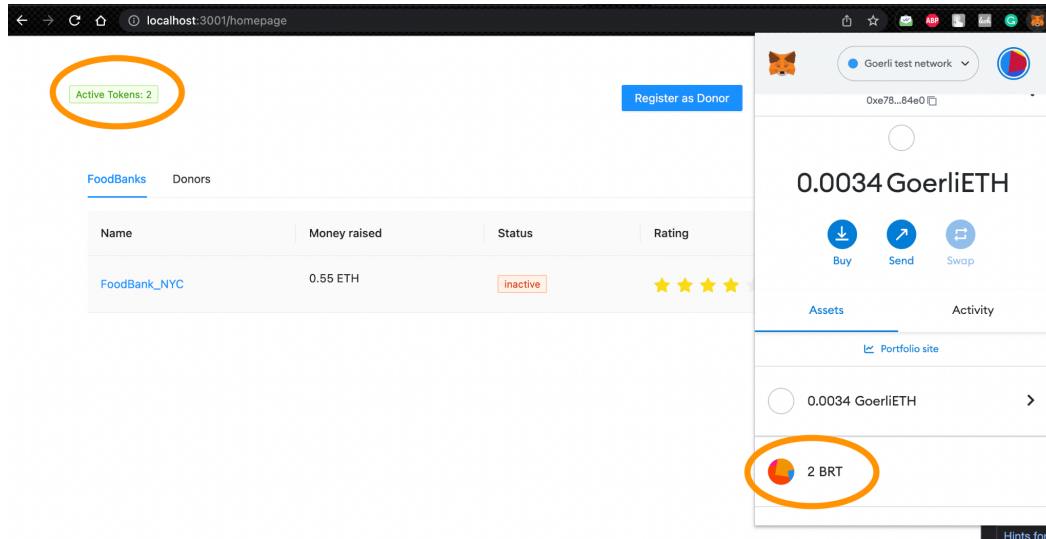 localhost:3001/homepage
ABP
Goerli test network
Active Tokens: 2
Register as Donor
0xe78...84e0
0.0034 GoerliETH
Buy Send Swap
FoodBanks Donors
Name Money raised Status Rating
FoodBank_NYC 0.55 ETH inactive
Assets Activity
Portfolio site
0.0034 GoerliETH
2 BRT
Hints for